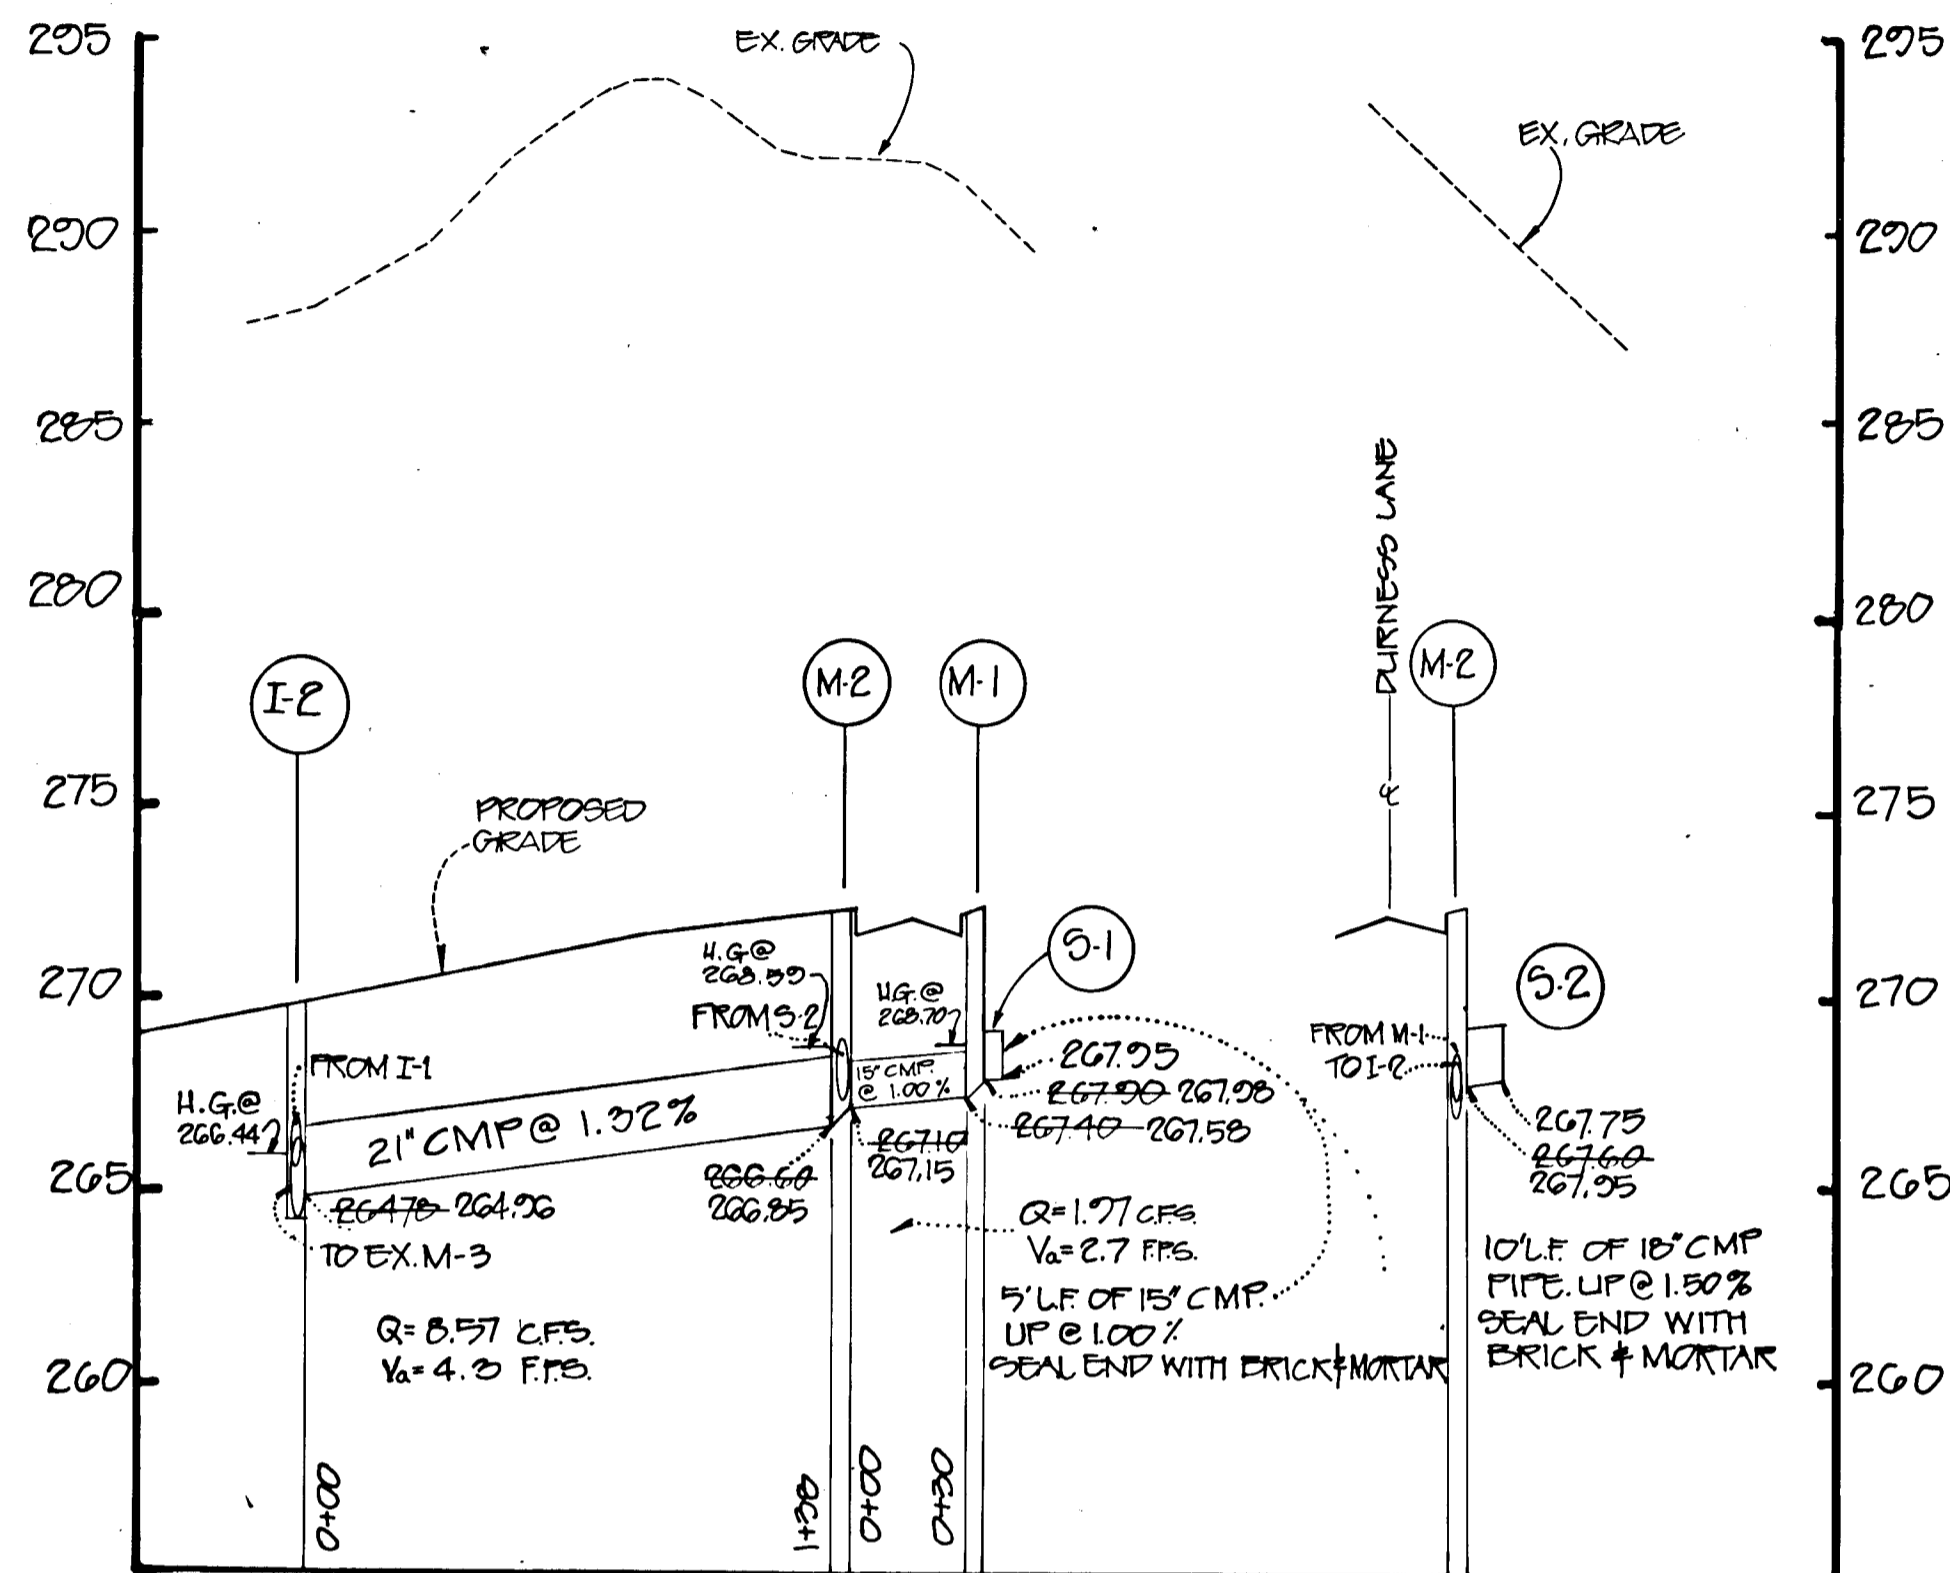 295
290
285
280
275
270
265
260
295
290
285
280
275
270
265
260
EX. GRADE
EX. GRADE
DURNESS LANE
I-2
M-2
M-1
M-2
PROPOSED
GRADE
S-1
S-2
H.G@
268.59
FROM S-2
H.G.@
268.70
FROM I-1
H.G.@
266.44
21" CMP @ 1.32%
15" CMP.
@ 1.00%
264.78 264.96
TO EX. M-3
266.60
266.85
267.10
267.15
267.95
267.90 267.98
267.40 267.58
FROM M-1
TO I-2
267.75
267.60
267.95
Q= 8.57 C.F.S.
Va= 4.3 F.P.S.
Q= 1.97 C.F.S.
Va= 2.7 F.P.S.
5' L.F. OF 15" CMP.
UP @ 1.00%
SEAL END WITH BRICK & MORTAR
10' L.F. OF 18" CMP
PIPE. UP @ 1.50%
SEAL END WITH
BRICK & MORTAR
0+00
1+38
0+00
0+30